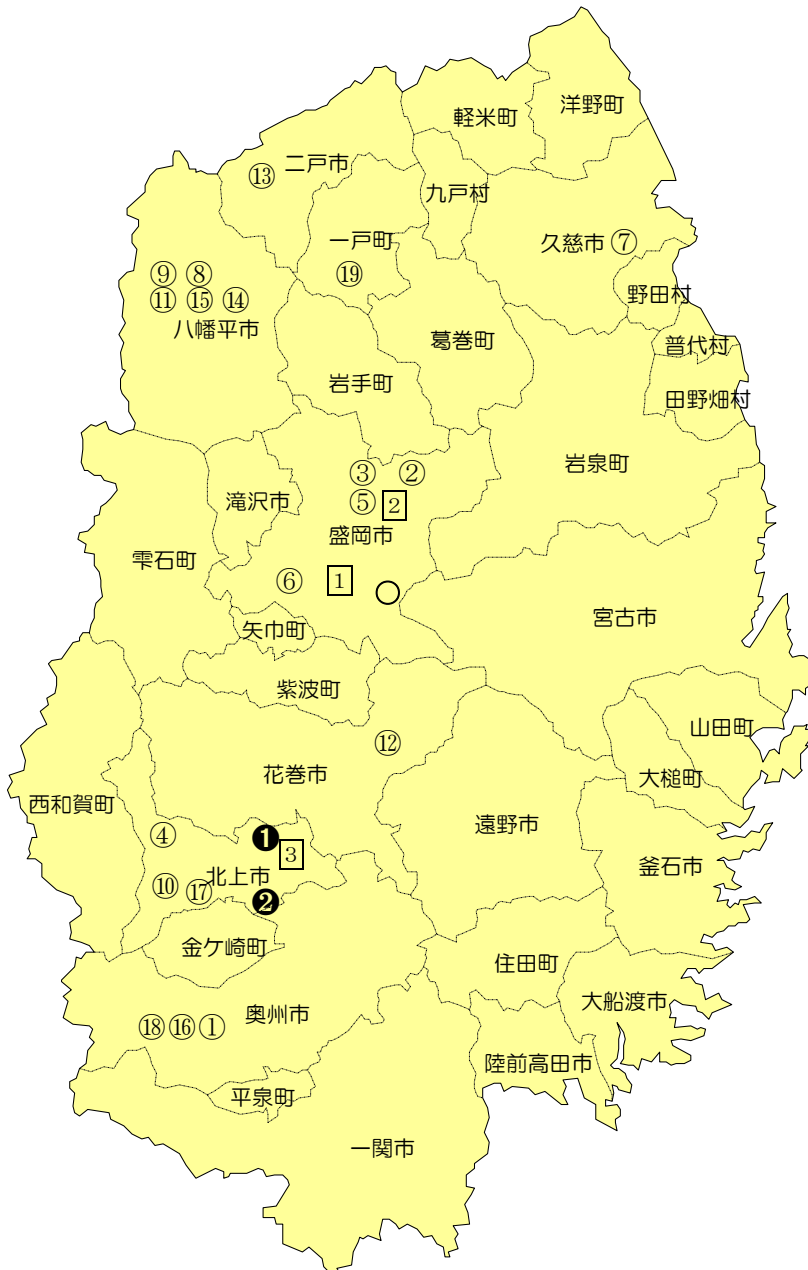 洋野町
軽米町
二戸市
⑬
九戸村
一戸町
久慈市 ⑦
⑲
⑨ ⑧
⑪ ⑮ ⑭
八幡平市
野田村
葛巻町
普代村
岩手町
田野畑村
岩泉町
③ ②
滝沢市
⑤ 2
盛岡市
雫石町
⑥ 1
○
宮古市
矢巾町
紫波町
山田町
⑫
花巻市
大槌町
西和賀町
遠野市
④ ❶
3
釜石市
北上市
⑩ ⑰
❷
金ケ崎町
住田町
大船渡市
奥州市
⑱ ⑯ ①
陸前高田市
平泉町
一関市